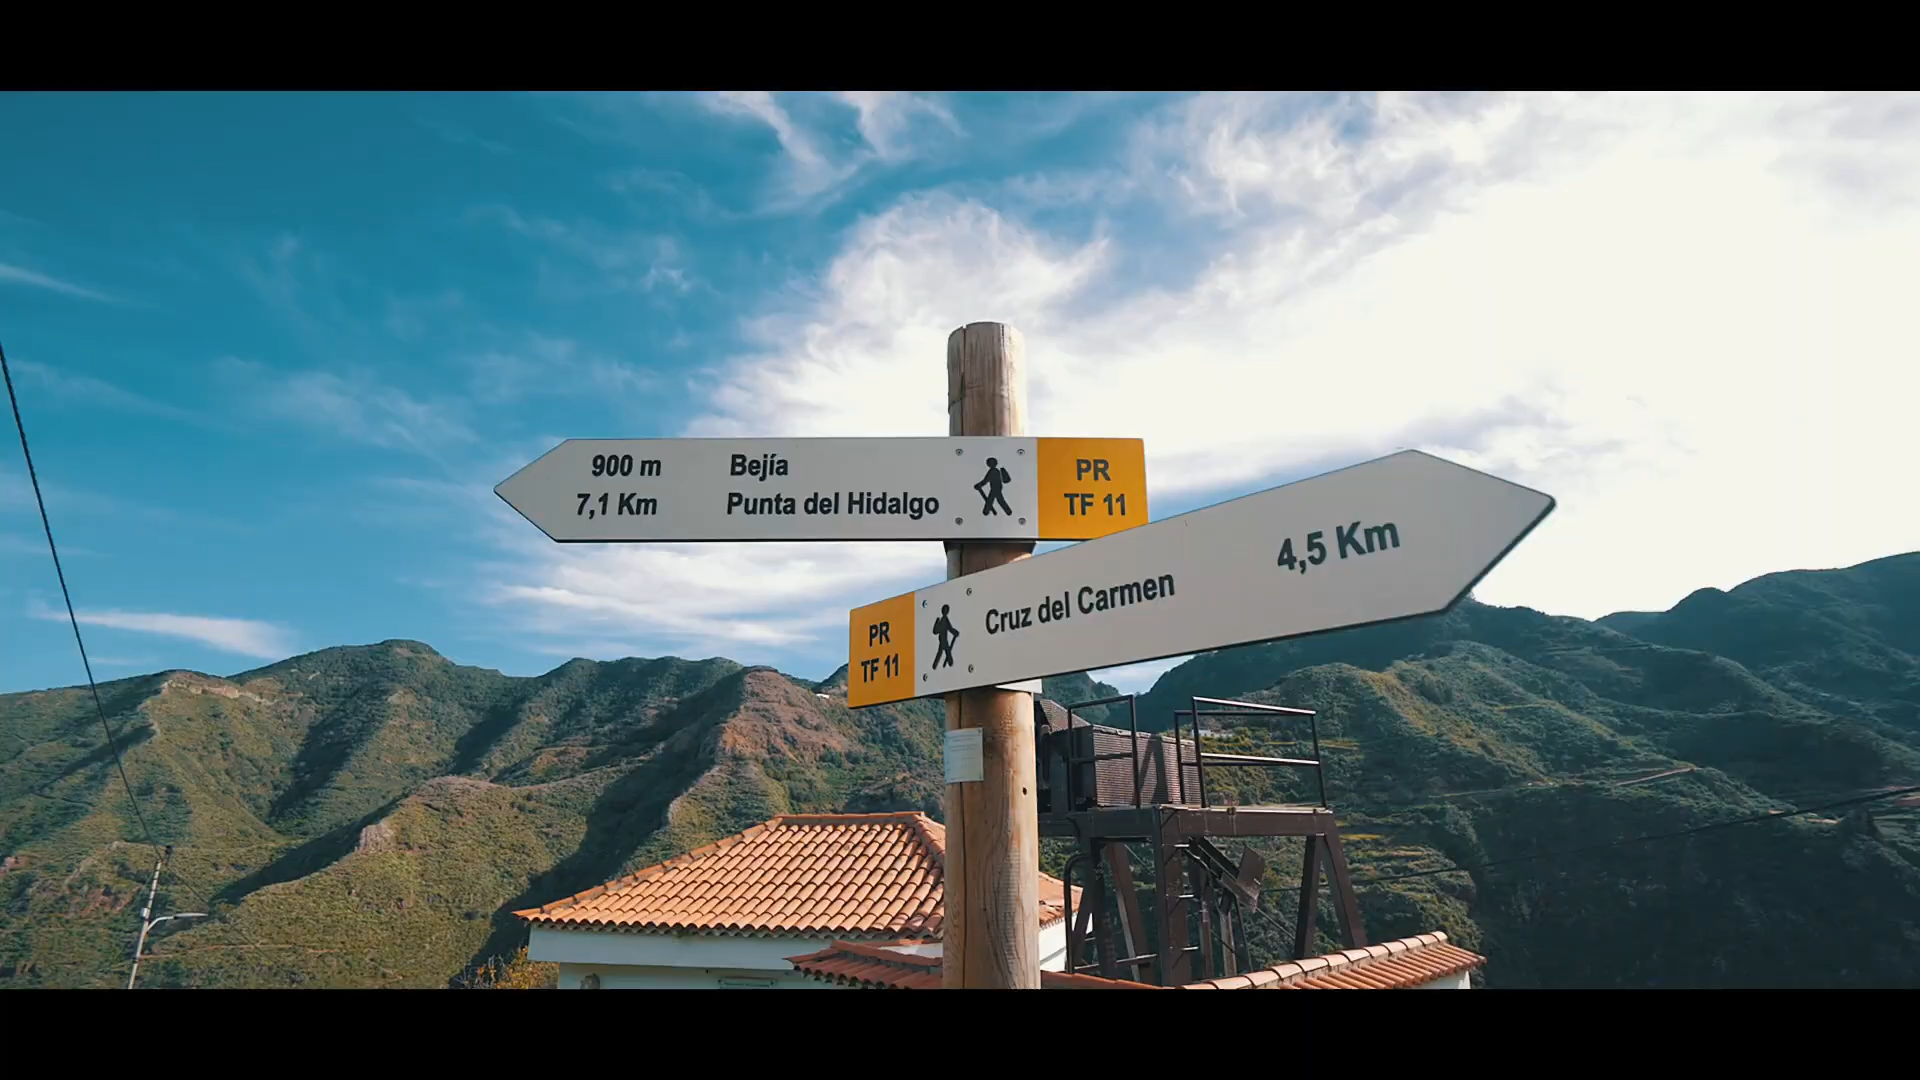 900 m Bejía
7,1 Km Punta del Hidalgo
PR
TF 11
PR
TF 11
Cruz del Carmen 4,5 Km